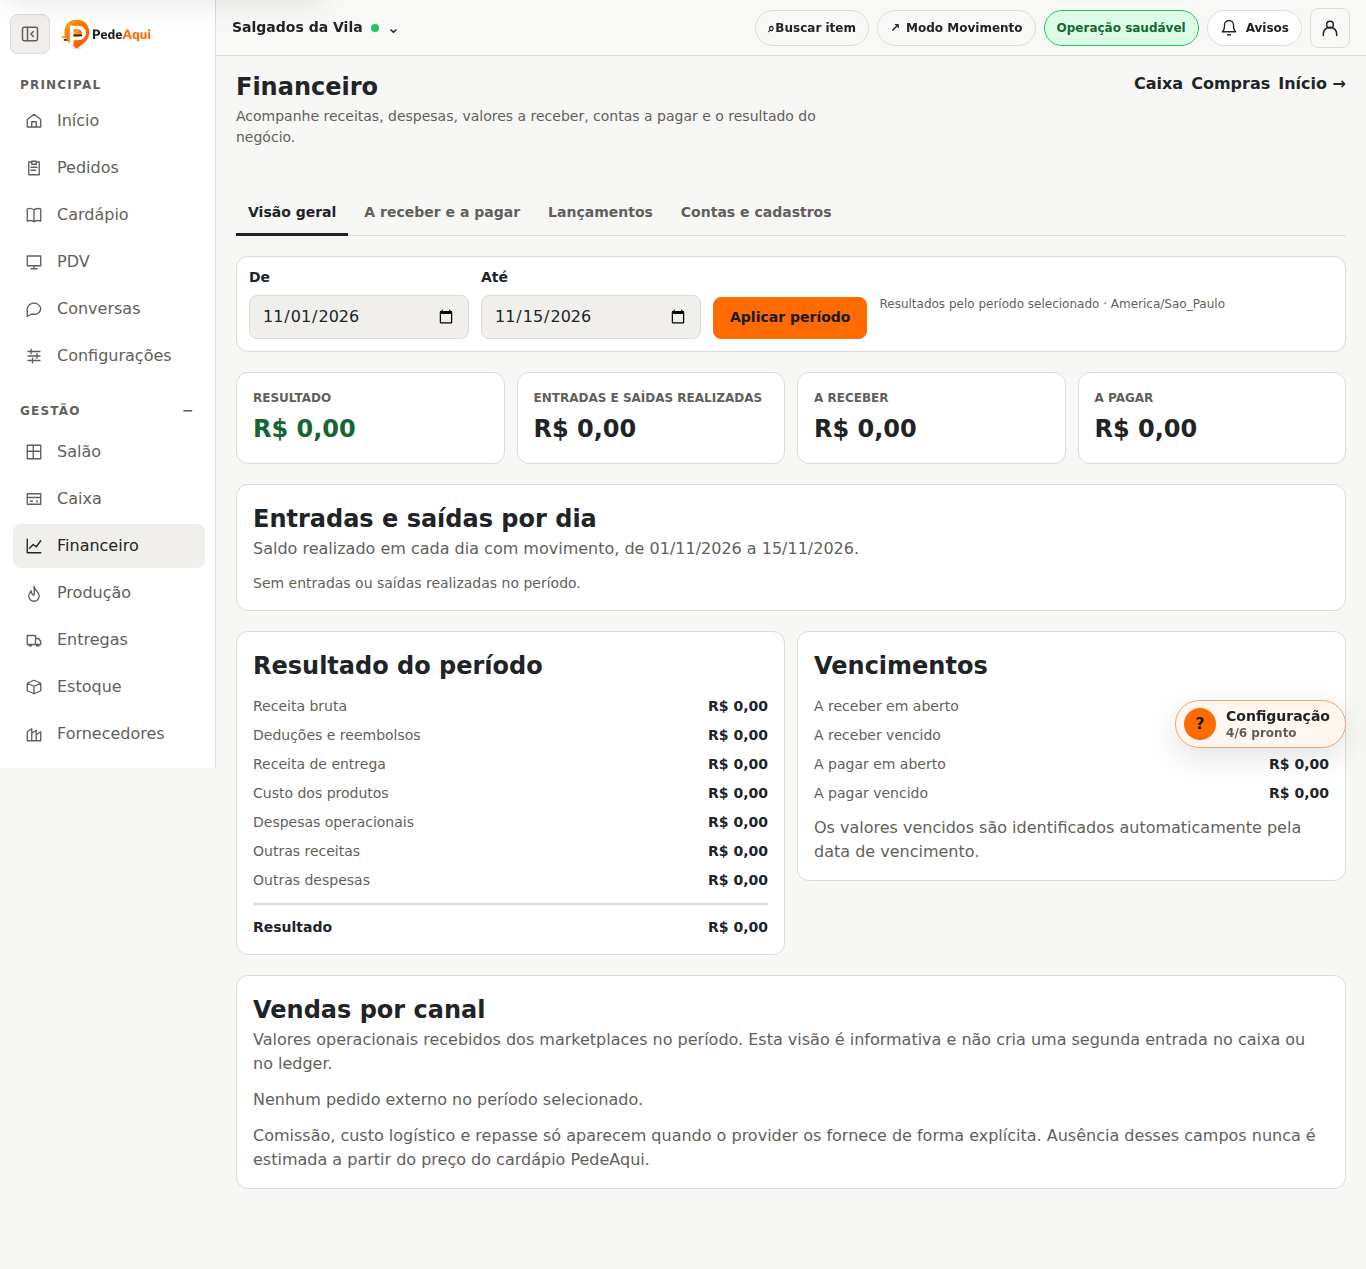 PedeAqui
PRINCIPAL
Início
Pedidos
Cardápio
PDV
Conversas
Configurações
GESTÃO −
Salão
Caixa
Financeiro
Produção
Entregas
Estoque
Fornecedores
Salgados da Vila
Buscar item
↗ Modo Movimento
Operação saudável
Avisos
Financeiro
Caixa Compras Início →
Acompanhe receitas, despesas, valores a receber, contas a pagar e o resultado do
negócio.
Visão geral A receber e a pagar Lançamentos Contas e cadastros
De
11/01/2026
Até
11/15/2026
Aplicar período
Resultados pelo período selecionado · America/Sao_Paulo
RESULTADO
R$ 0,00
ENTRADAS E SAÍDAS REALIZADAS
R$ 0,00
A RECEBER
R$ 0,00
A PAGAR
R$ 0,00
Entradas e saídas por dia
Saldo realizado em cada dia com movimento, de 01/11/2026 a 15/11/2026.
Sem entradas ou saídas realizadas no período.
Resultado do período
Receita bruta R$ 0,00
Deduções e reembolsos R$ 0,00
Receita de entrega R$ 0,00
Custo dos produtos R$ 0,00
Despesas operacionais R$ 0,00
Outras receitas R$ 0,00
Outras despesas R$ 0,00
Resultado R$ 0,00
Vencimentos
A receber em aberto
A receber vencido
A pagar em aberto R$ 0,00
A pagar vencido R$ 0,00
Os valores vencidos são identificados automaticamente pela
data de vencimento.
? Configuração
4/6 pronto
Vendas por canal
Valores operacionais recebidos dos marketplaces no período. Esta visão é informativa e não cria uma segunda entrada no caixa ou
no ledger.
Nenhum pedido externo no período selecionado.
Comissão, custo logístico e repasse só aparecem quando o provider os fornece de forma explícita. Ausência desses campos nunca é
estimada a partir do preço do cardápio PedeAqui.